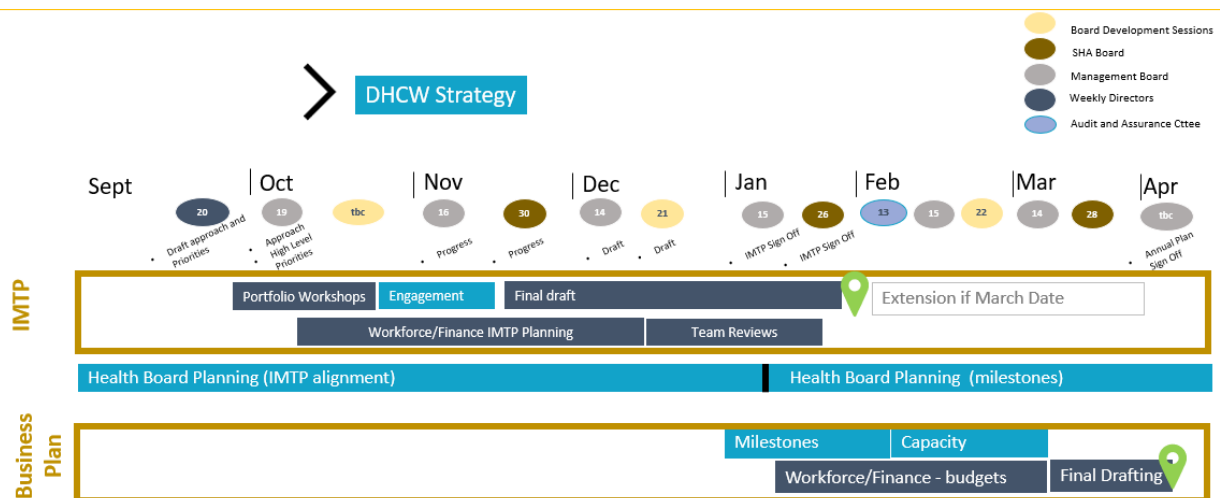 Board Development Sessions
SHA Board
Management Board
Weekly Directors
Audit and Assurance Cttee
DHCW Strategy
Sept
Oct
Nov
Dec
Jan
Feb
Mar
Apr
20
19
tbc
16
30
14
21
15
26
13
15
22
14
28
tbc
• Draft approach and
Priorities
• Approach
• High Level
Priorities
• Progress
• Progress
• Draft
• Draft
• IMTP Sign Off
• IMTP Sign Off
• Annual Plan
Sign Off
IMTP
Portfolio Workshops
Engagement
Final draft
Extension if March Date
Workforce/Finance IMTP Planning
Team Reviews
Health Board Planning (IMTP alignment)
Health Board Planning (milestones)
Business
Plan
Milestones
Capacity
Workforce/Finance - budgets
Final Drafting